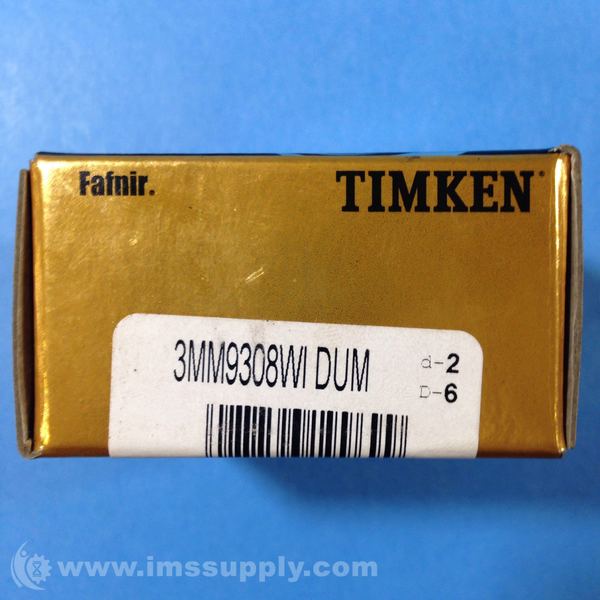 Fafnir. TIMKEN
3MM9308WI DUM d-2
D-6
www.imssupply.com